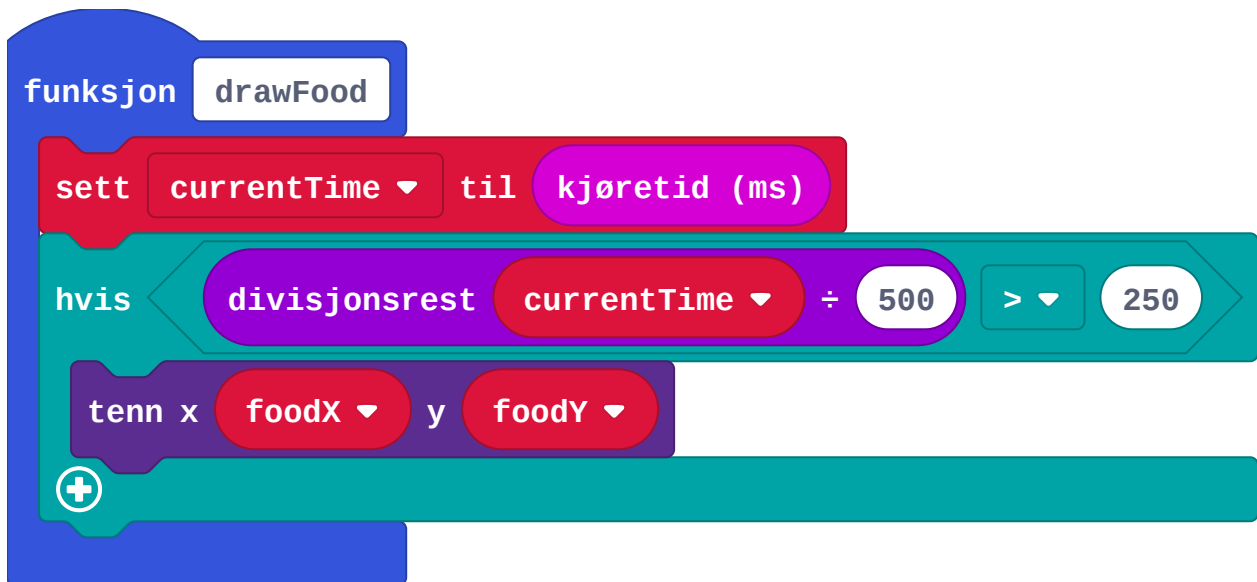 funksjon drawFood
sett currentTime til kjøretid (ms)
hvis divisjonsrest currentTime ÷ 500 > 250
tenn x foodX y foodY